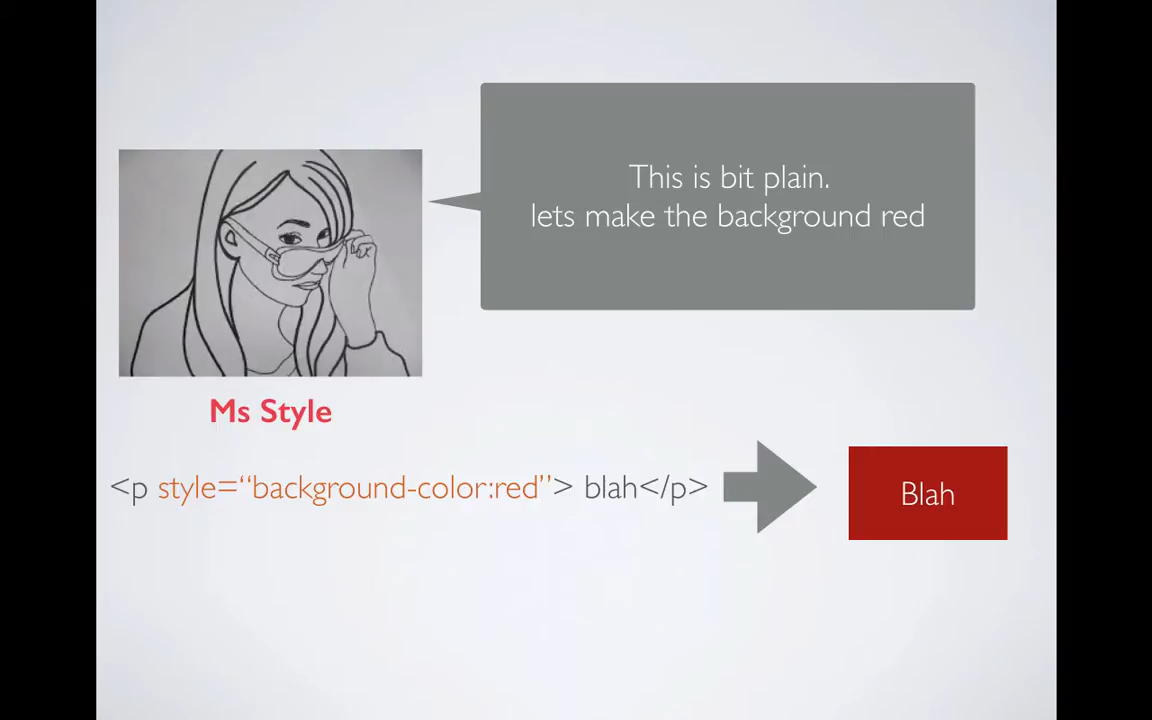 This is bit plain.
lets make the background red
Ms Style
<p style=“background-color:red”> blah</p>
Blah